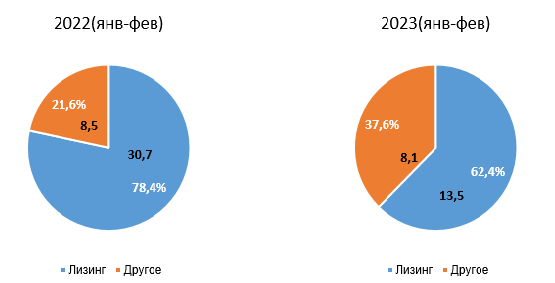 2022(янв-фев)
2023(янв-фев)
21,6%
8,5
30,7
78,4%
37,6%
8,1
62,4%
13,5
Лизинг Другое
Лизинг Другое